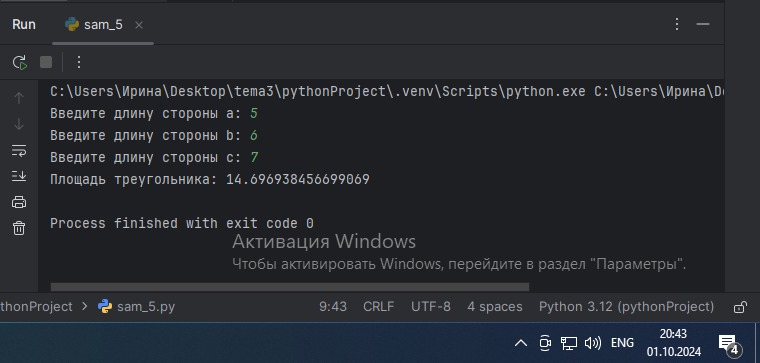 Run sam_5
C:\Users\Ирина\Desktop\tema3\pythonProject\.venv\Scripts\python.exe C:\Users\Ирина\De
Введите длину стороны a: 5
Введите длину стороны b: 6
Введите длину стороны c: 7
Площадь треугольника: 14.696938456699069
Process finished with exit code 0
Активация Windows
Чтобы активировать Windows, перейдите в раздел "Параметры".
thonProject > sam_5.py 9:43 CRLF UTF-8 4 spaces Python 3.12 (pythonProject)
ENG
20:43
01.10.2024
4